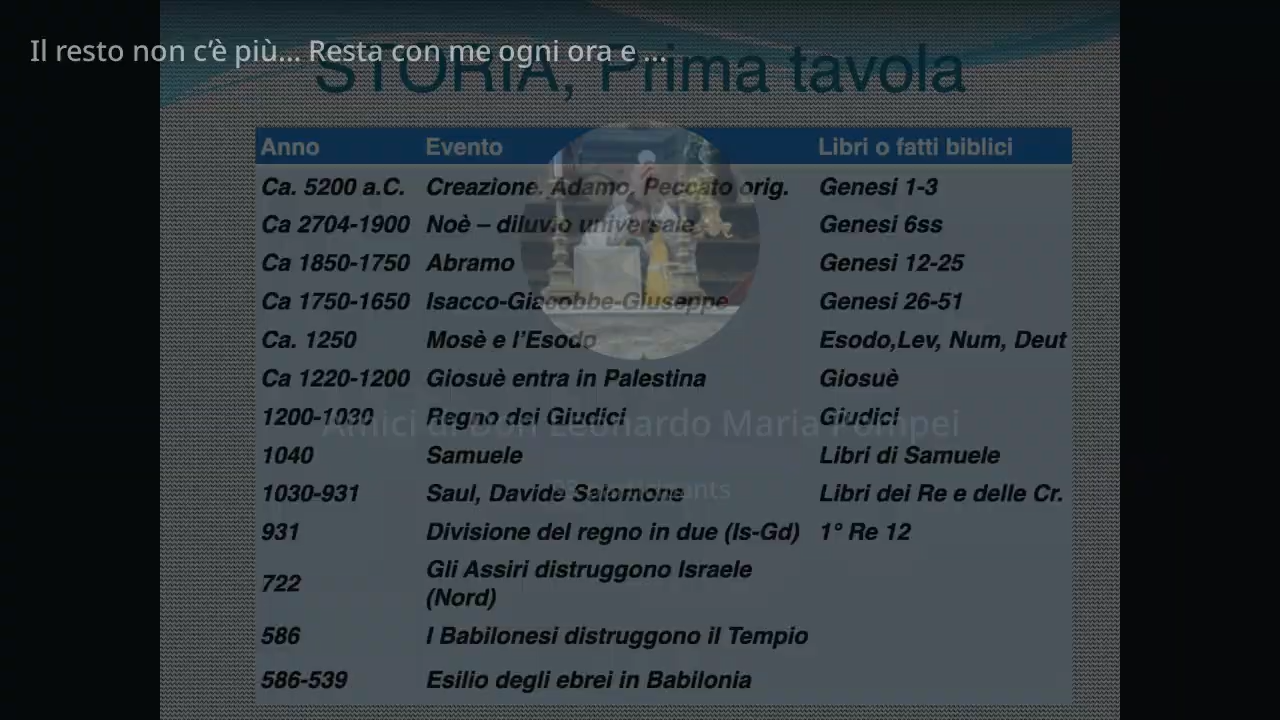 Il resto non c'è più... Resta con me ogni ora e ...
STORIA, Prima tavola
Anno Evento Libri o fatti biblici
Ca. 5200 a.C. Creazione. Adamo, Peccato orig. Genesi 1-3
Ca 2704-1900 Noè – diluvio universale Genesi 6ss
Ca 1850-1750 Abramo Genesi 12-25
Ca 1750-1650 Isacco-Giacobbe-Giuseppe Genesi 26-51
Ca. 1250 Mosè e l'Esodo Esodo,Lev, Num, Deut
Ca 1220-1200 Giosuè entra in Palestina Giosuè
1200-1030 Regno dei Giudici Giudici
Amici di Don Leonardo Maria Pompei
1040 Samuele Libri di Samuele
1030-931 Saul, Davide Salomone Libri dei Re e delle Cr.
participants
931 Divisione del regno in due (Is-Gd) 1° Re 12
722 Gli Assiri distruggono Israele
(Nord)
586 I Babilonesi distruggono il Tempio
586-539 Esilio degli ebrei in Babilonia